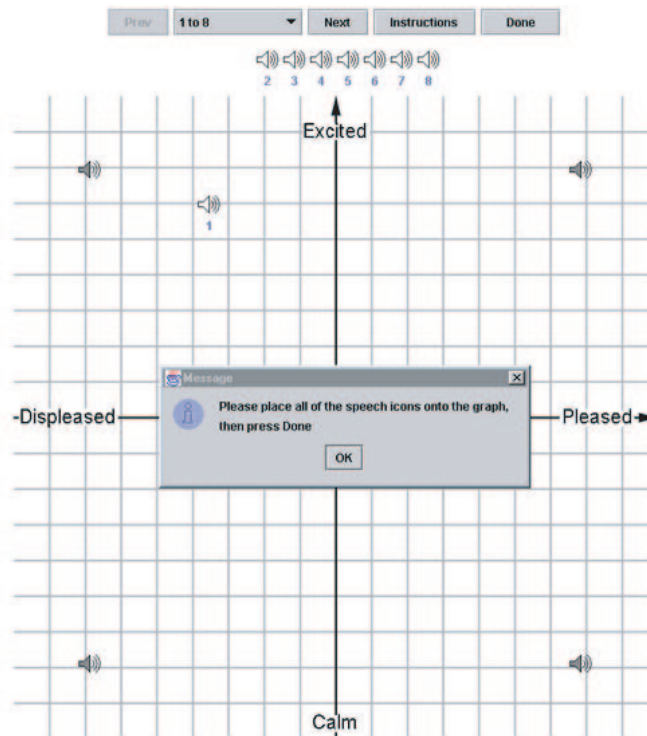 Prev 1 to 8 Next Instructions Done
2 3 4 5 6 7 8
Excited
1
Message
Please place all of the speech icons onto the graph,
then press Done
OK
-Displeased Pleased
Calm